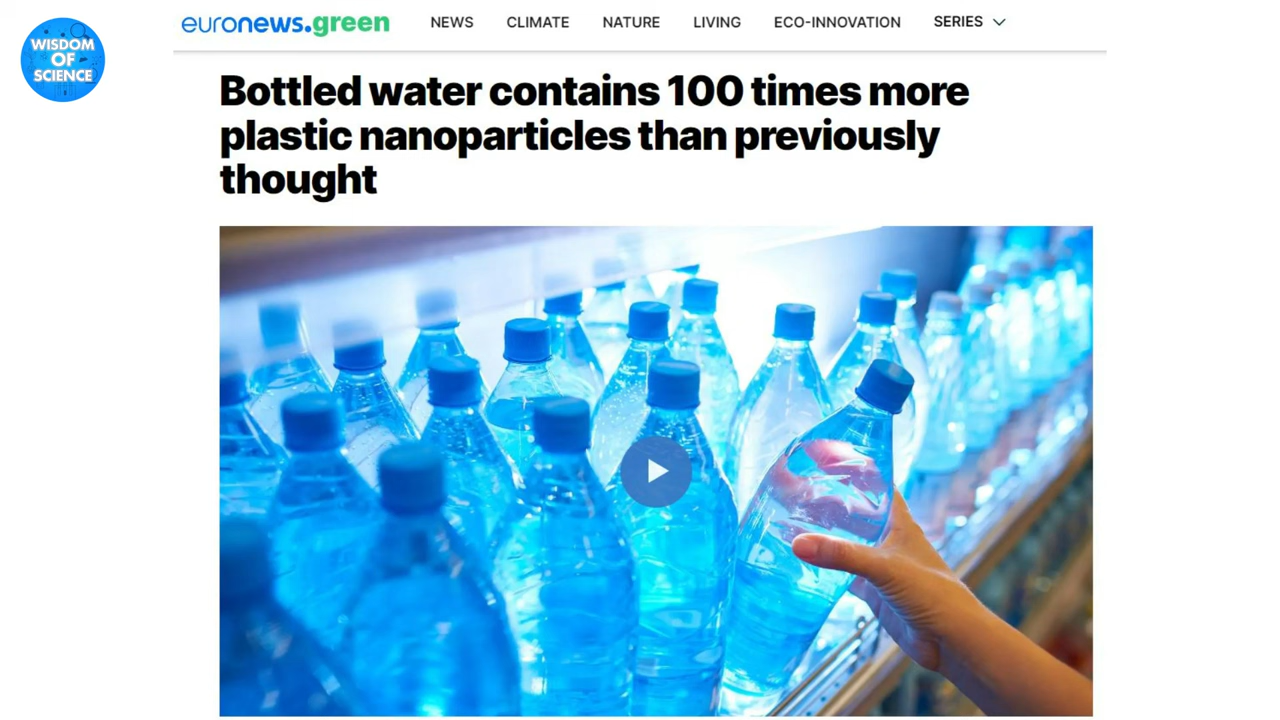 WISDOM
OF
SCIENCE
euronews.green
NEWS CLIMATE NATURE LIVING ECO-INNOVATION SERIES
Bottled water contains 100 times more
plastic nanoparticles than previously
thought